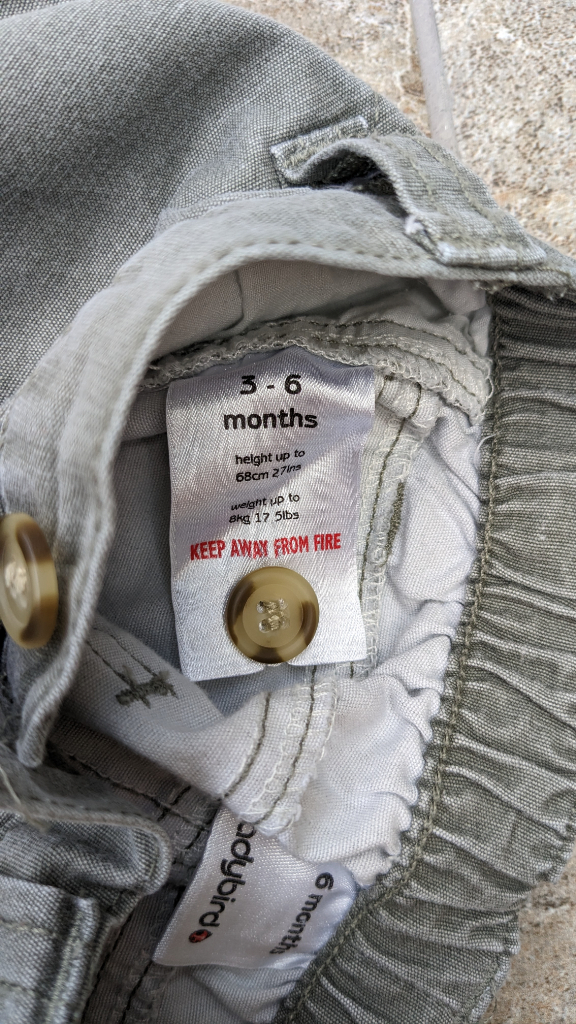 3 - 6
months
height up to
68cm 27ins
weight up to
8kg 17 5lbs
KEEP AWAY FROM FIRE
adybird
6 months